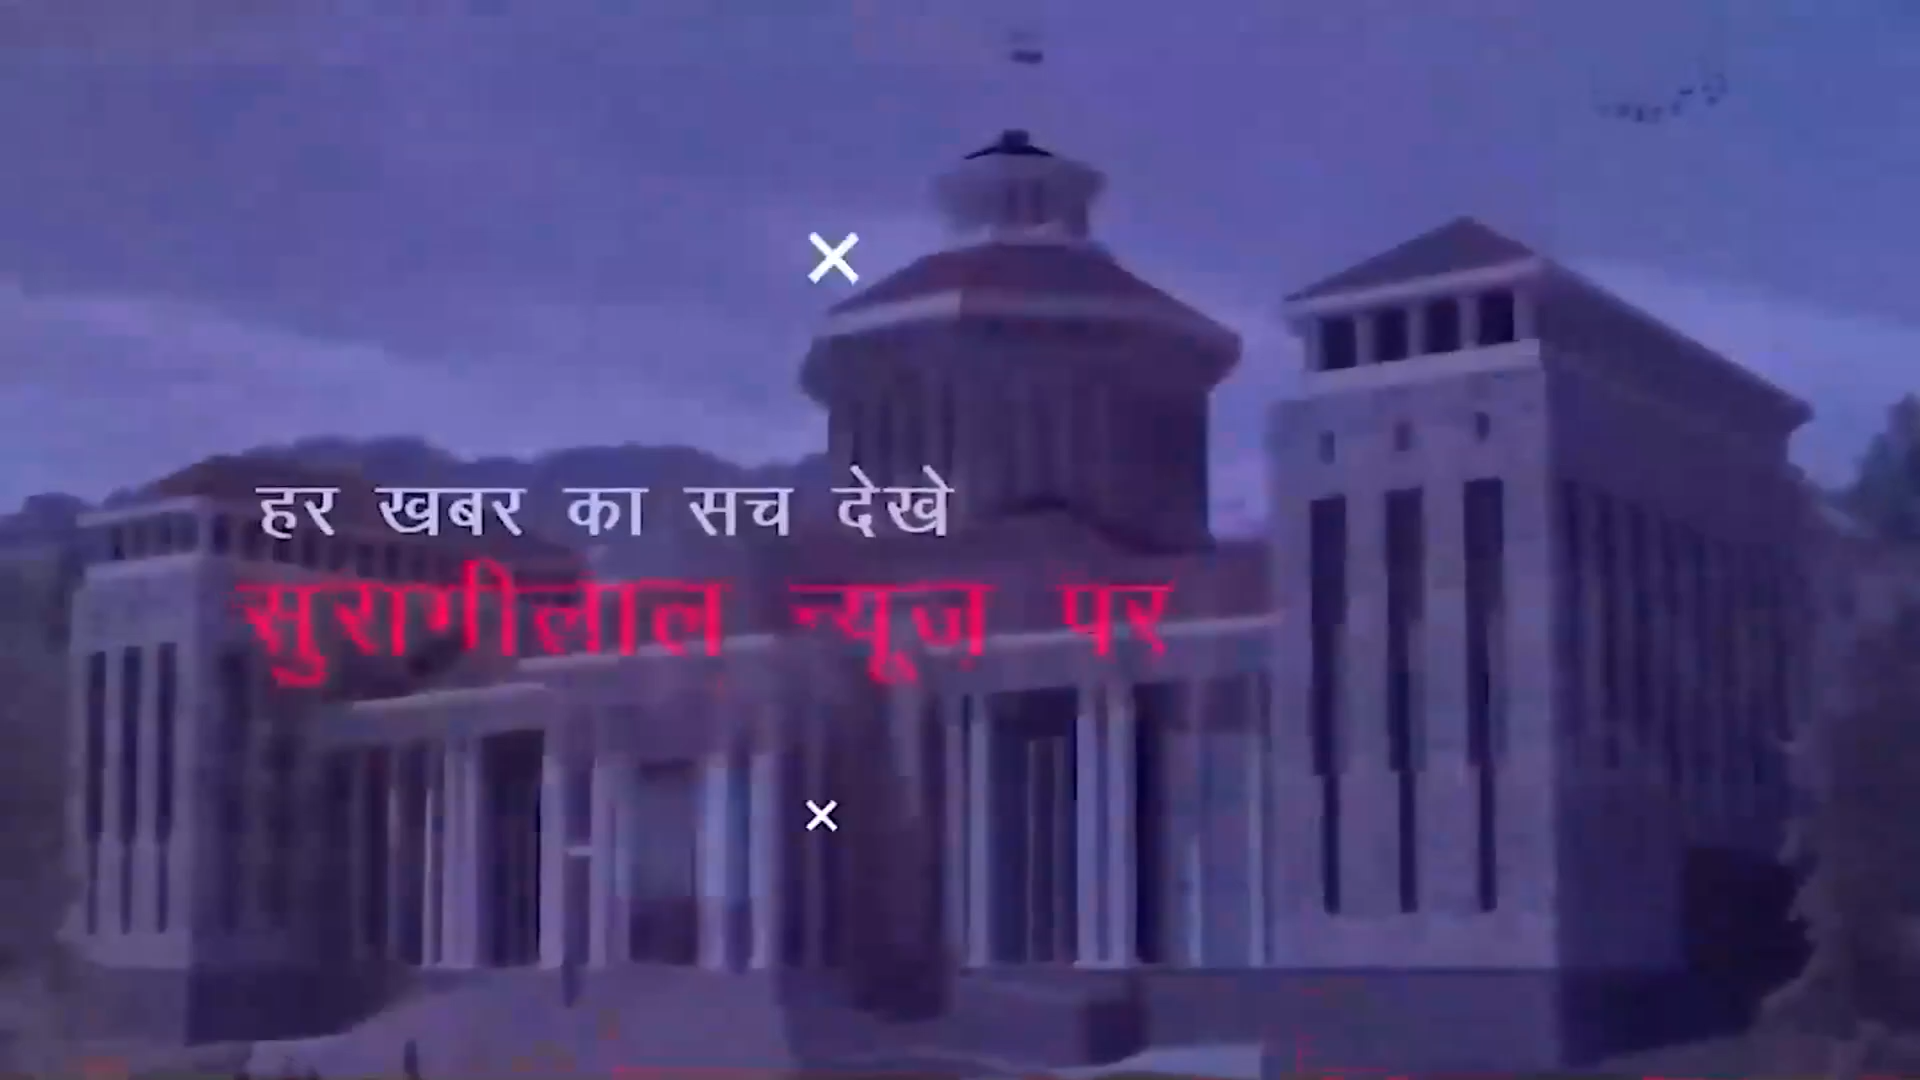 हर खबर का सच देखे
सुरागीलाल न्यूज़ पर